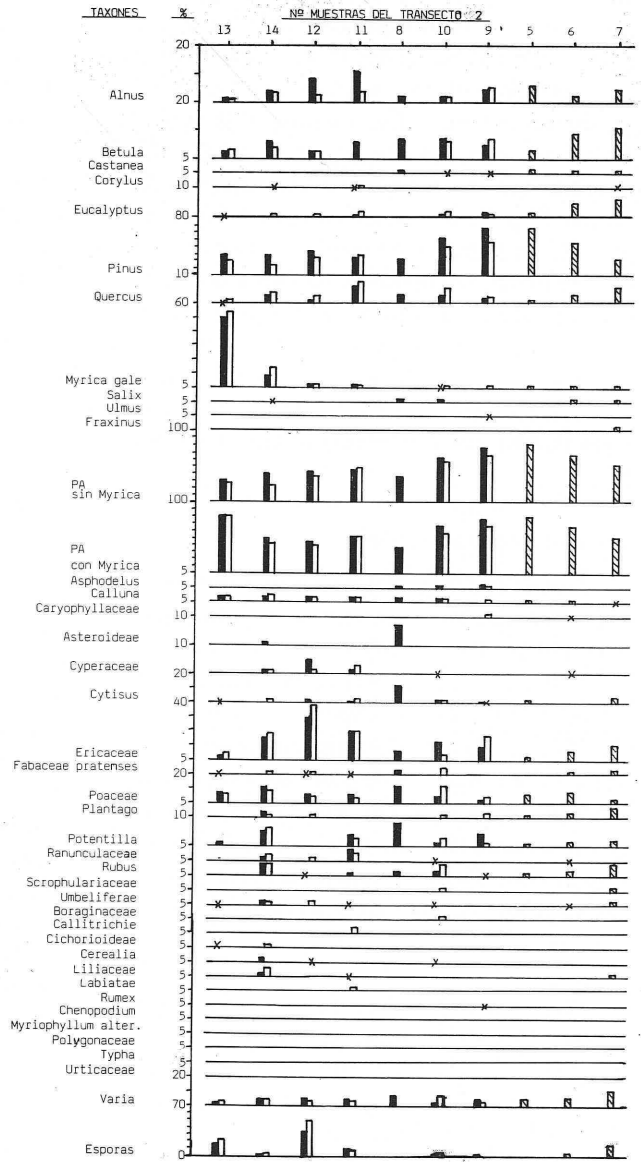 TAXONES % Nº MUESTRAS DEL TRANSECTO 2
13 14 12 11 8 10 9 5 6 7
20
Alnus 20
Betula 5
Castanea 5
Corylus 10
Eucalyptus 80
Pinus 10
Quercus 60
Myrica gale 5
Salix 5
Ulmus 5
Fraxinus 100
PA
sin Myrica 100
PA
con Myrica 5
Asphodelus 5
Calluna 5
Caryophyllaceae 10
Asteroideae 10
Cyperaceae 20
Cytisus 40
Ericaceae 5
Fabaceae pratenses 20
Poaceae 5
Plantago 10
Potentilla 5
Ranunculaceae 5
Rubus 5
Scrophulariaceae 5
Umbeliferae 5
Boraginaceae 5
Callitrichie 5
Cichorioideae 5
Cerealia 5
Liliaceae 5
Labiatae 5
Rumex 5
Chenopodium 5
Myriophyllum alter. 5
Polygonaceae 5
Typha 5
Urticaceae 20
Varia 70
Esporas 0